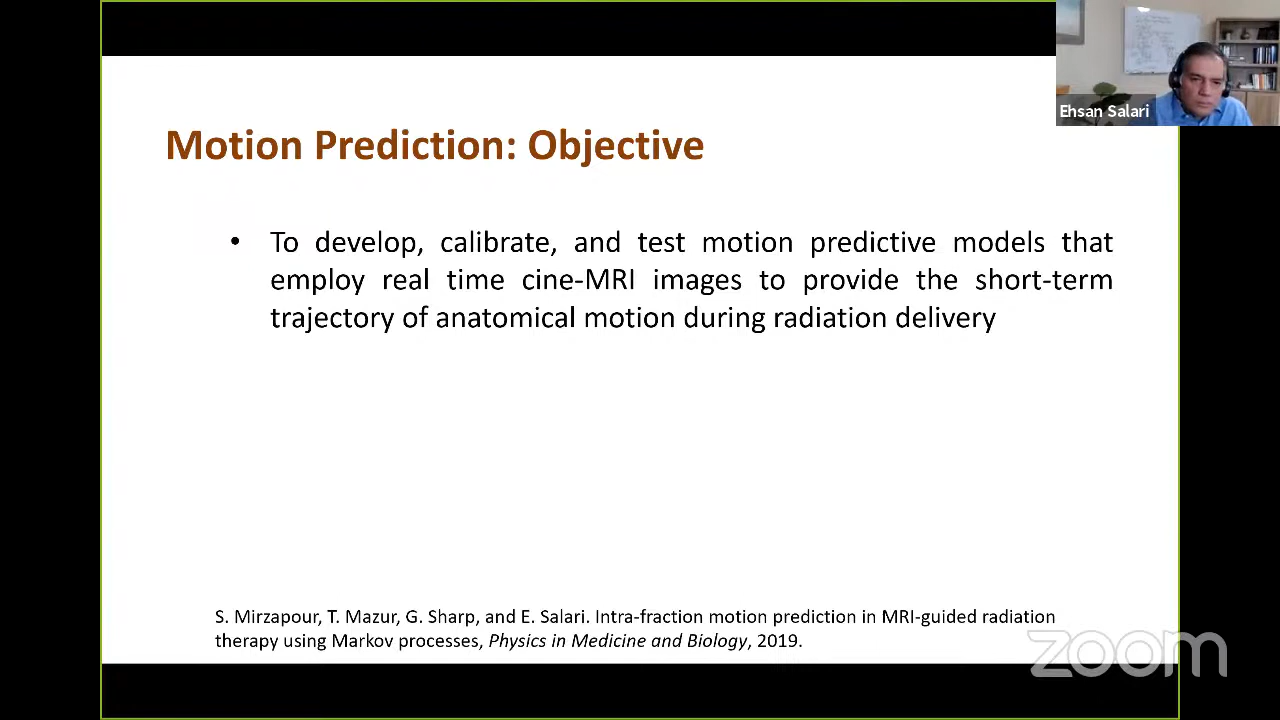 Ehsan Salari
Motion Prediction: Objective
• To develop, calibrate, and test motion predictive models that
employ real time cine-MRI images to provide the short-term
trajectory of anatomical motion during radiation delivery
S. Mirzapour, T. Mazur, G. Sharp, and E. Salari. Intra-fraction motion prediction in MRI-guided radiation
therapy using Markov processes, Physics in Medicine and Biology, 2019.
zoom